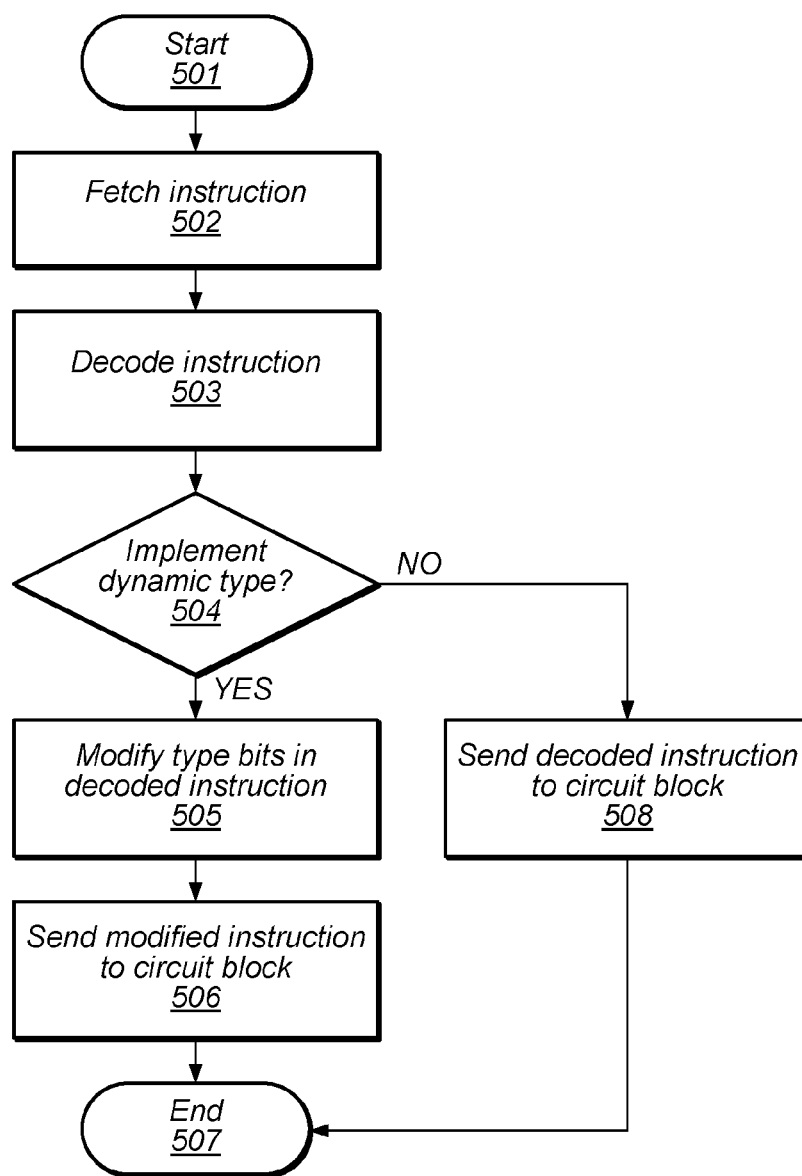 Start
501
Fetch instruction
502
Decode instruction
503
Implement
dynamic type?
504
NO
YES
Modify type bits in
decoded instruction
505
Send decoded instruction
to circuit block
508
Send modified instruction
to circuit block
506
End
507